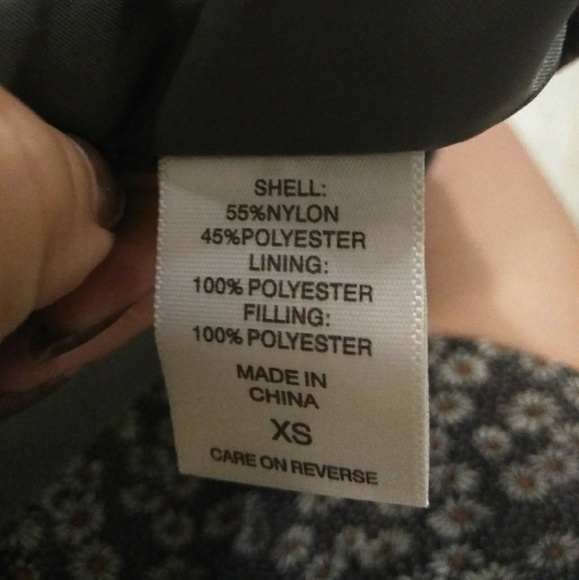 SHELL:
55%NYLON
45%POLYESTER
LINING:
100% POLYESTER
FILLING:
100% POLYESTER
MADE IN
CHINA
XS
CARE ON REVERSE